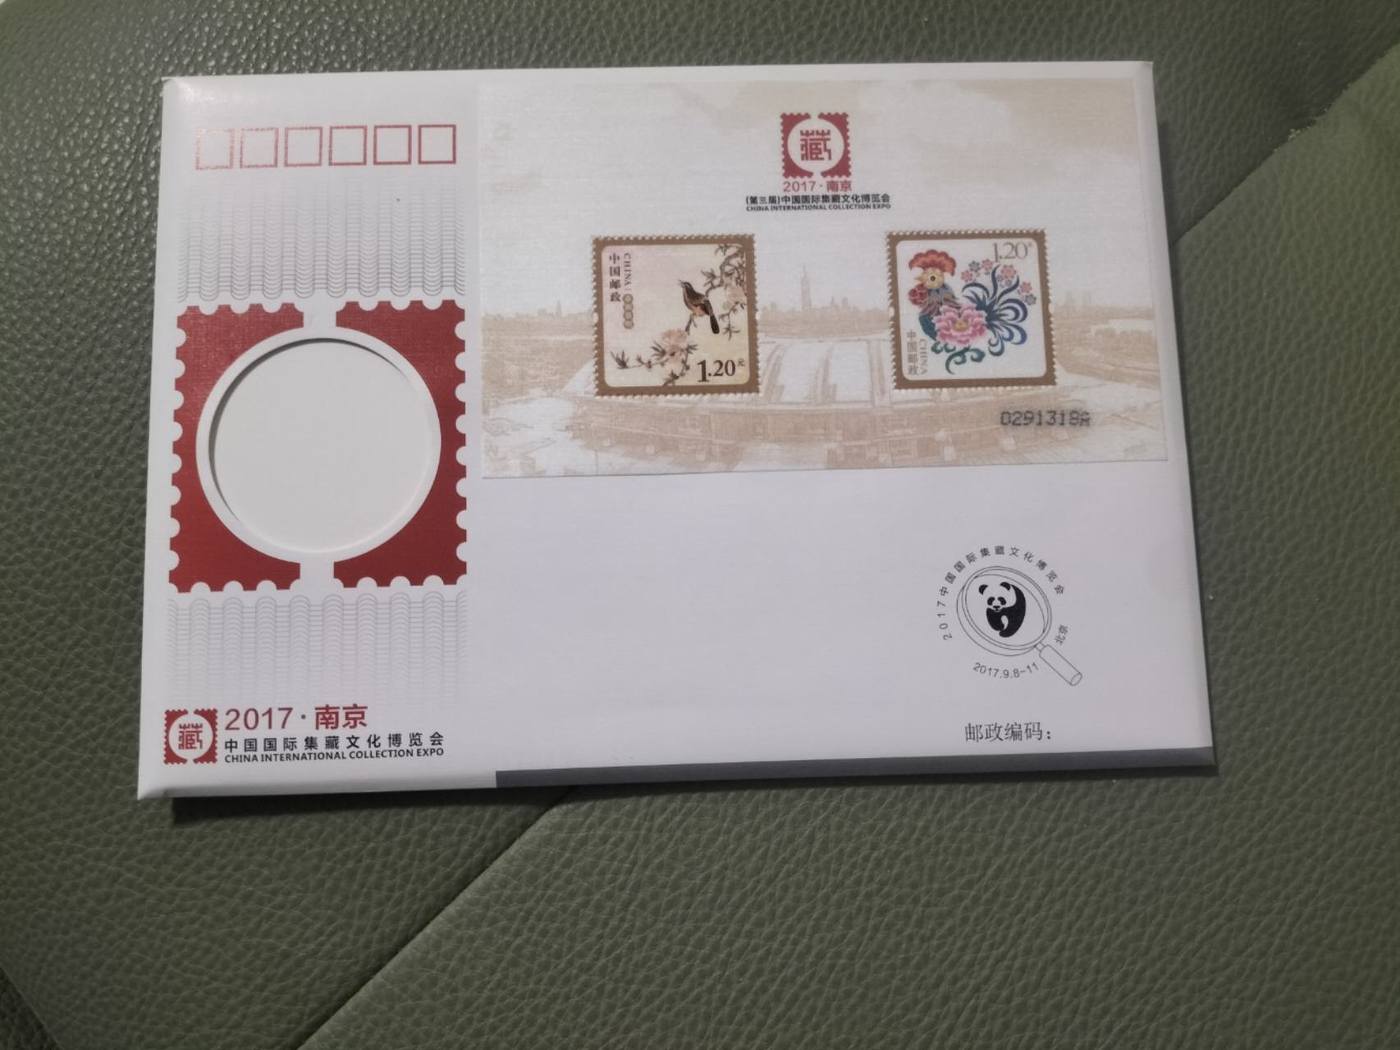 2017·南京
(第三届)中国国际集藏文化博览会
CHINA INTERNATIONAL COLLECTION EXPO
中国邮政
CHINA
1.20元
1.20元
中国邮政
CHINA
0291318A
2017中国国际集藏文化博览会
北京
2017.9.8-11
藏
2017·南京
中国国际集藏文化博览会
CHINA INTERNATIONAL COLLECTION EXPO
邮政编码：